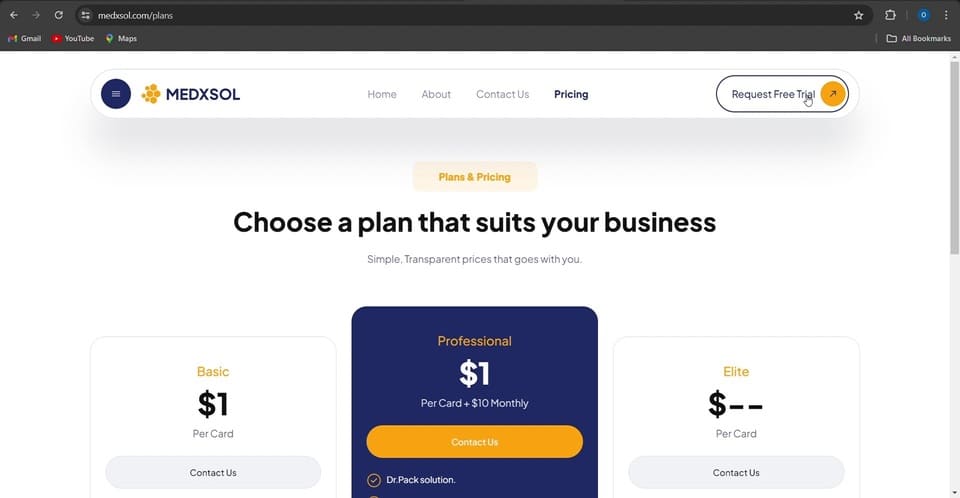 medxsol.com/plans
O
Gmail
YouTube
Maps
All Bookmarks
MEDXSOL
Home
About
Contact Us
Pricing
Request Free Trial
Plans & Pricing
Choose a plan that suits your business
Simple, Transparent prices that goes with you.
Basic
$1
Per Card
Contact Us
Professional
$1
Per Card + $10 Monthly
Contact Us
Dr.Pack solution.
Elite
$--
Per Card
Contact Us